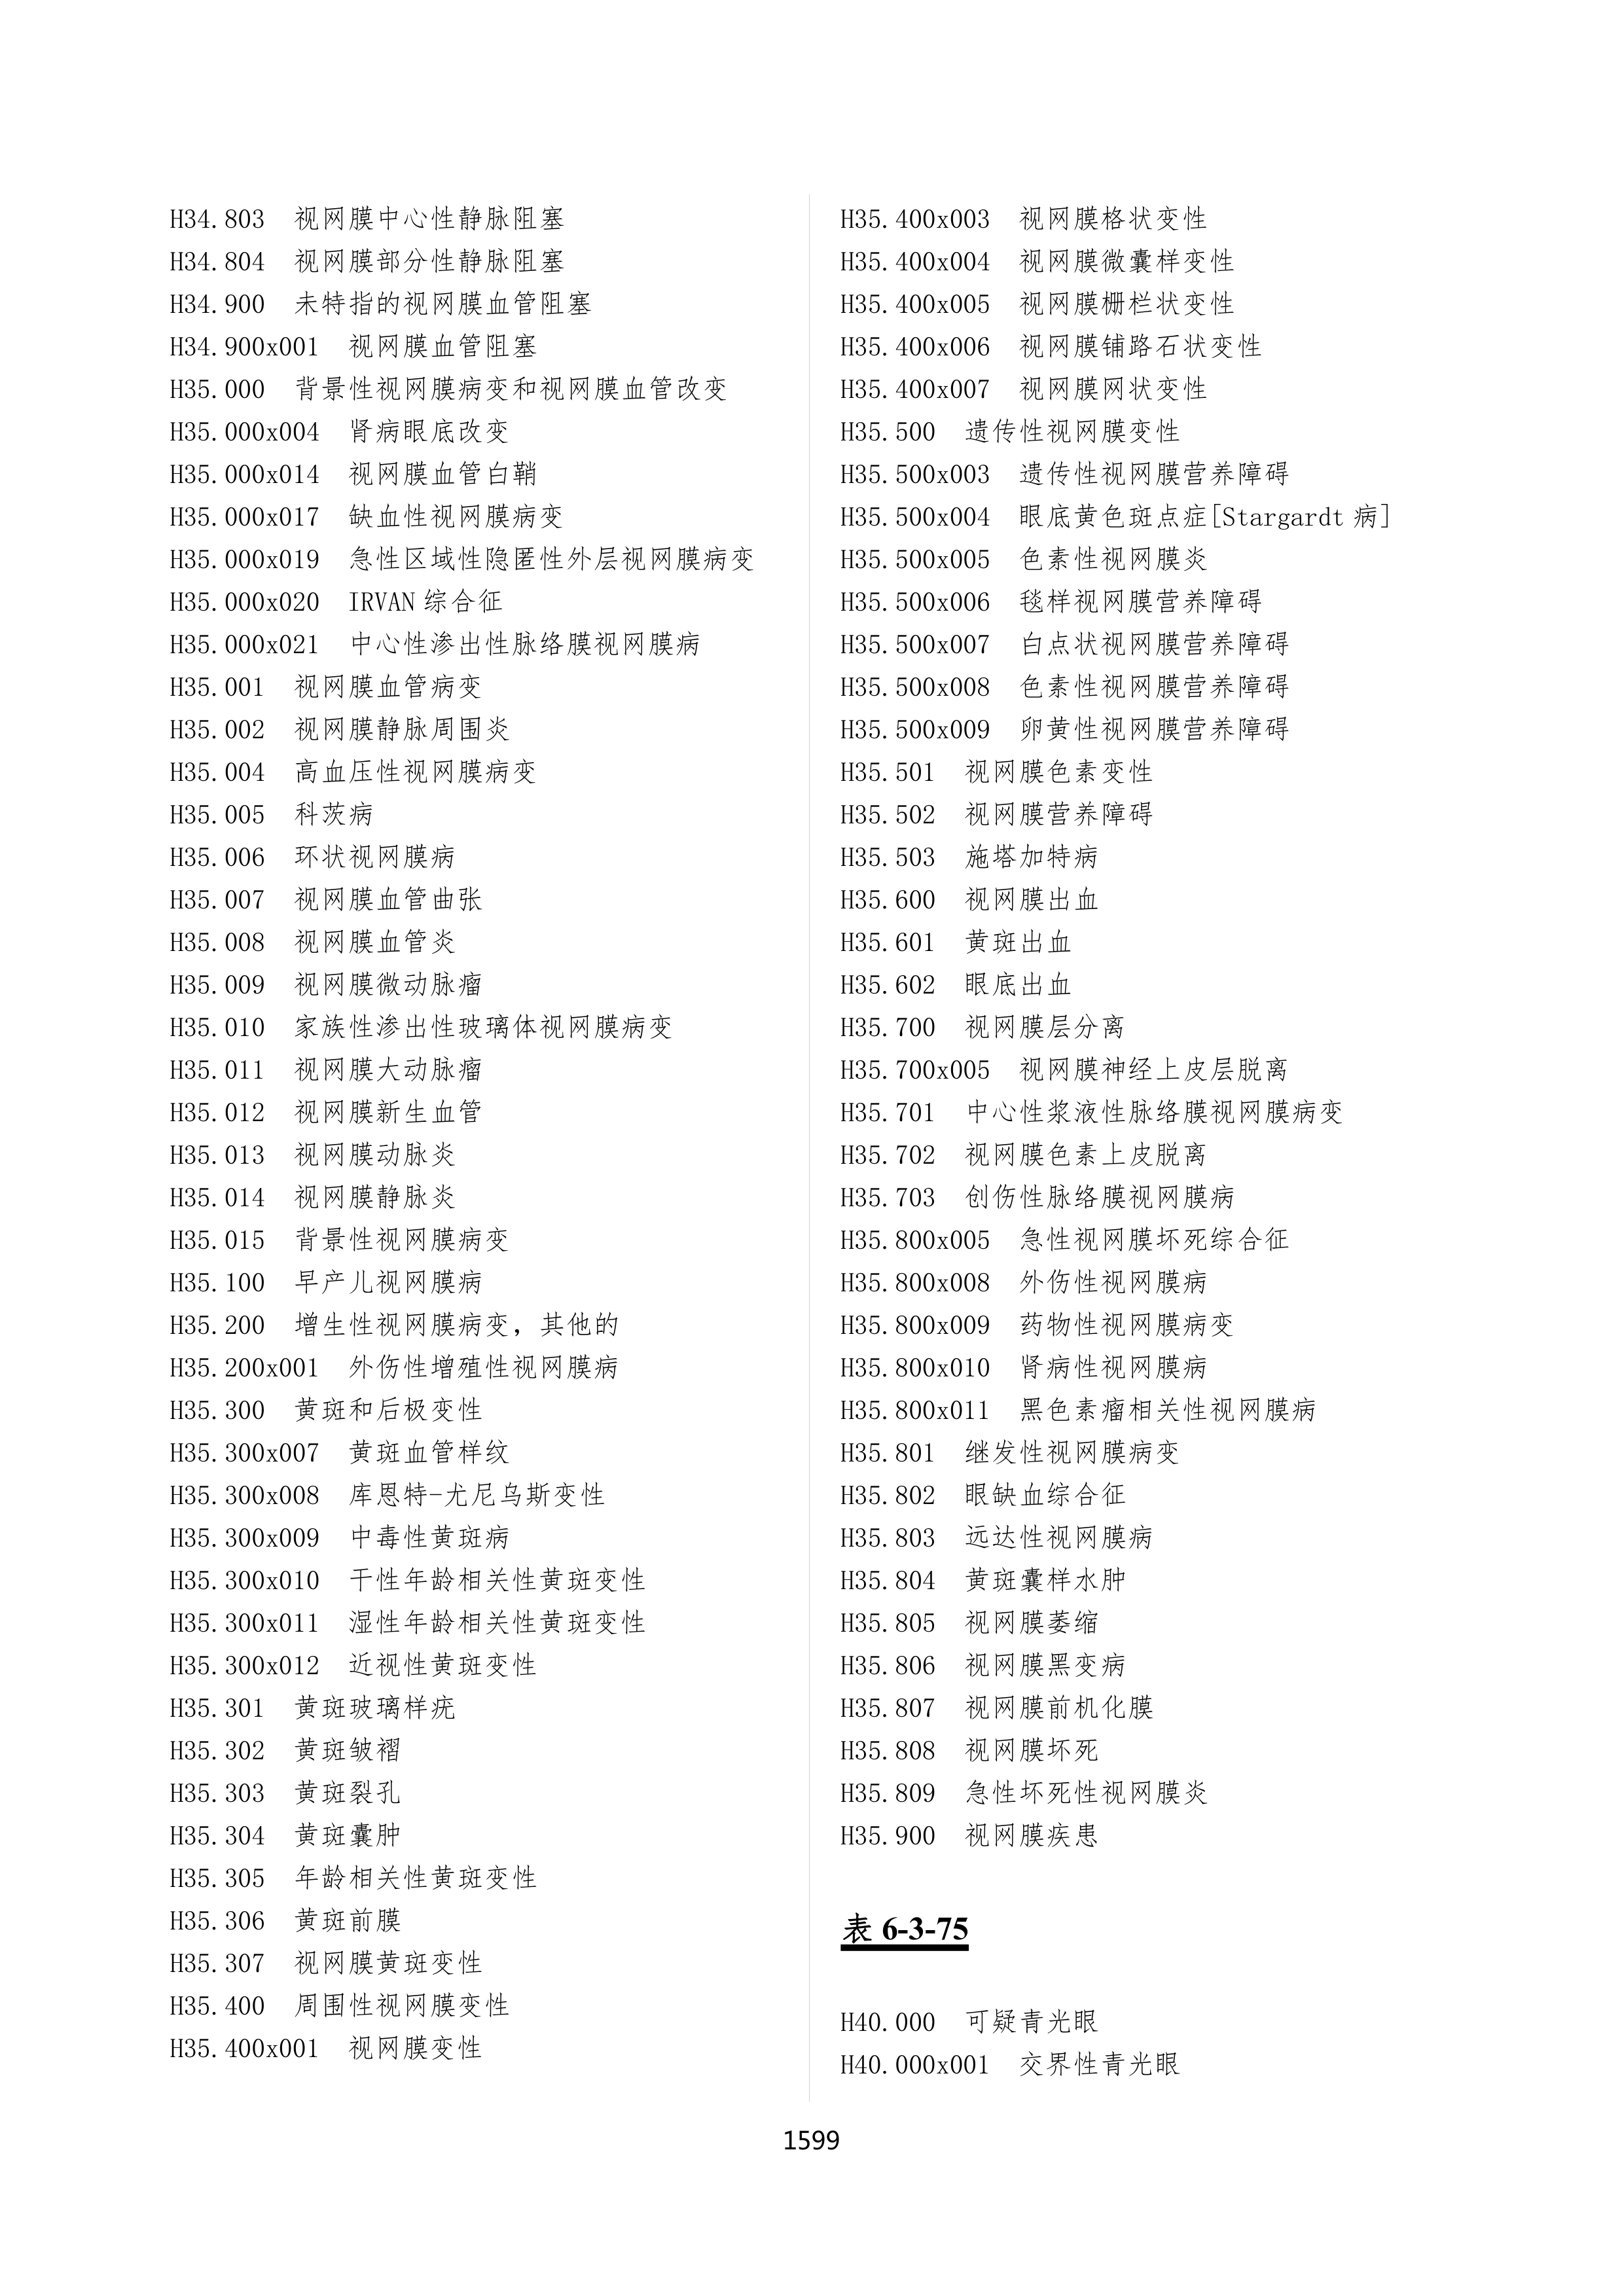 H34.803 视网膜中心性静脉阻塞
H34.804 视网膜部分性静脉阻塞
H34.900 未特指的视网膜血管阻塞
H34.900x001 视网膜血管阻塞
H35.000 背景性视网膜病变和视网膜血管改变
H35.000x004 肾病眼底改变
H35.000x014 视网膜血管白鞘
H35.000x017 缺血性视网膜病变
H35.000x019 急性区域性隐匿性外层视网膜病变
H35.000x020 IRVAN综合征
H35.000x021 中心性渗出性脉络膜视网膜病
H35.001 视网膜血管病变
H35.002 视网膜静脉周围炎
H35.004 高血压性视网膜病变
H35.005 科茨病
H35.006 环状视网膜病
H35.007 视网膜血管曲张
H35.008 视网膜血管炎
H35.009 视网膜微动脉瘤
H35.010 家族性渗出性玻璃体视网膜病变
H35.011 视网膜大动脉瘤
H35.012 视网膜新生血管
H35.013 视网膜动脉炎
H35.014 视网膜静脉炎
H35.015 背景性视网膜病变
H35.100 早产儿视网膜病
H35.200 增生性视网膜病变，其他的
H35.200x001 外伤性增殖性视网膜病
H35.300 黄斑和后极变性
H35.300x007 黄斑血管样纹
H35.300x008 库恩特-尤尼乌斯变性
H35.300x009 中毒性黄斑病
H35.300x010 干性年龄相关性黄斑变性
H35.300x011 湿性年龄相关性黄斑变性
H35.300x012 近视性黄斑变性
H35.301 黄斑玻璃样疣
H35.302 黄斑皱褶
H35.303 黄斑裂孔
H35.304 黄斑囊肿
H35.305 年龄相关性黄斑变性
H35.306 黄斑前膜
H35.307 视网膜黄斑变性
H35.400 周围性视网膜变性
H35.400x001 视网膜变性
H35.400x003 视网膜格状变性
H35.400x004 视网膜微囊样变性
H35.400x005 视网膜栅栏状变性
H35.400x006 视网膜铺路石状变性
H35.400x007 视网膜网状变性
H35.500 遗传性视网膜变性
H35.500x003 遗传性视网膜营养障碍
H35.500x004 眼底黄色斑点症[Stargardt病]
H35.500x005 色素性视网膜炎
H35.500x006 毯样视网膜营养障碍
H35.500x007 白点状视网膜营养障碍
H35.500x008 色素性视网膜营养障碍
H35.500x009 卵黄性视网膜营养障碍
H35.501 视网膜色素变性
H35.502 视网膜营养障碍
H35.503 施塔加特病
H35.600 视网膜出血
H35.601 黄斑出血
H35.602 眼底出血
H35.700 视网膜层分离
H35.700x005 视网膜神经上皮层脱离
H35.701 中心性浆液性脉络膜视网膜病变
H35.702 视网膜色素上皮脱离
H35.703 创伤性脉络膜视网膜病
H35.800x005 急性视网膜坏死综合征
H35.800x008 外伤性视网膜病
H35.800x009 药物性视网膜病变
H35.800x010 肾病性视网膜病
H35.800x011 黑色素瘤相关性视网膜病
H35.801 继发性视网膜病变
H35.802 眼缺血综合征
H35.803 远达性视网膜病
H35.804 黄斑囊样水肿
H35.805 视网膜萎缩
H35.806 视网膜黑变病
H35.807 视网膜前机化膜
H35.808 视网膜坏死
H35.809 急性坏死性视网膜炎
H35.900 视网膜疾患
表 6-3-75
H40.000 可疑青光眼
H40.000x001 交界性青光眼
1599